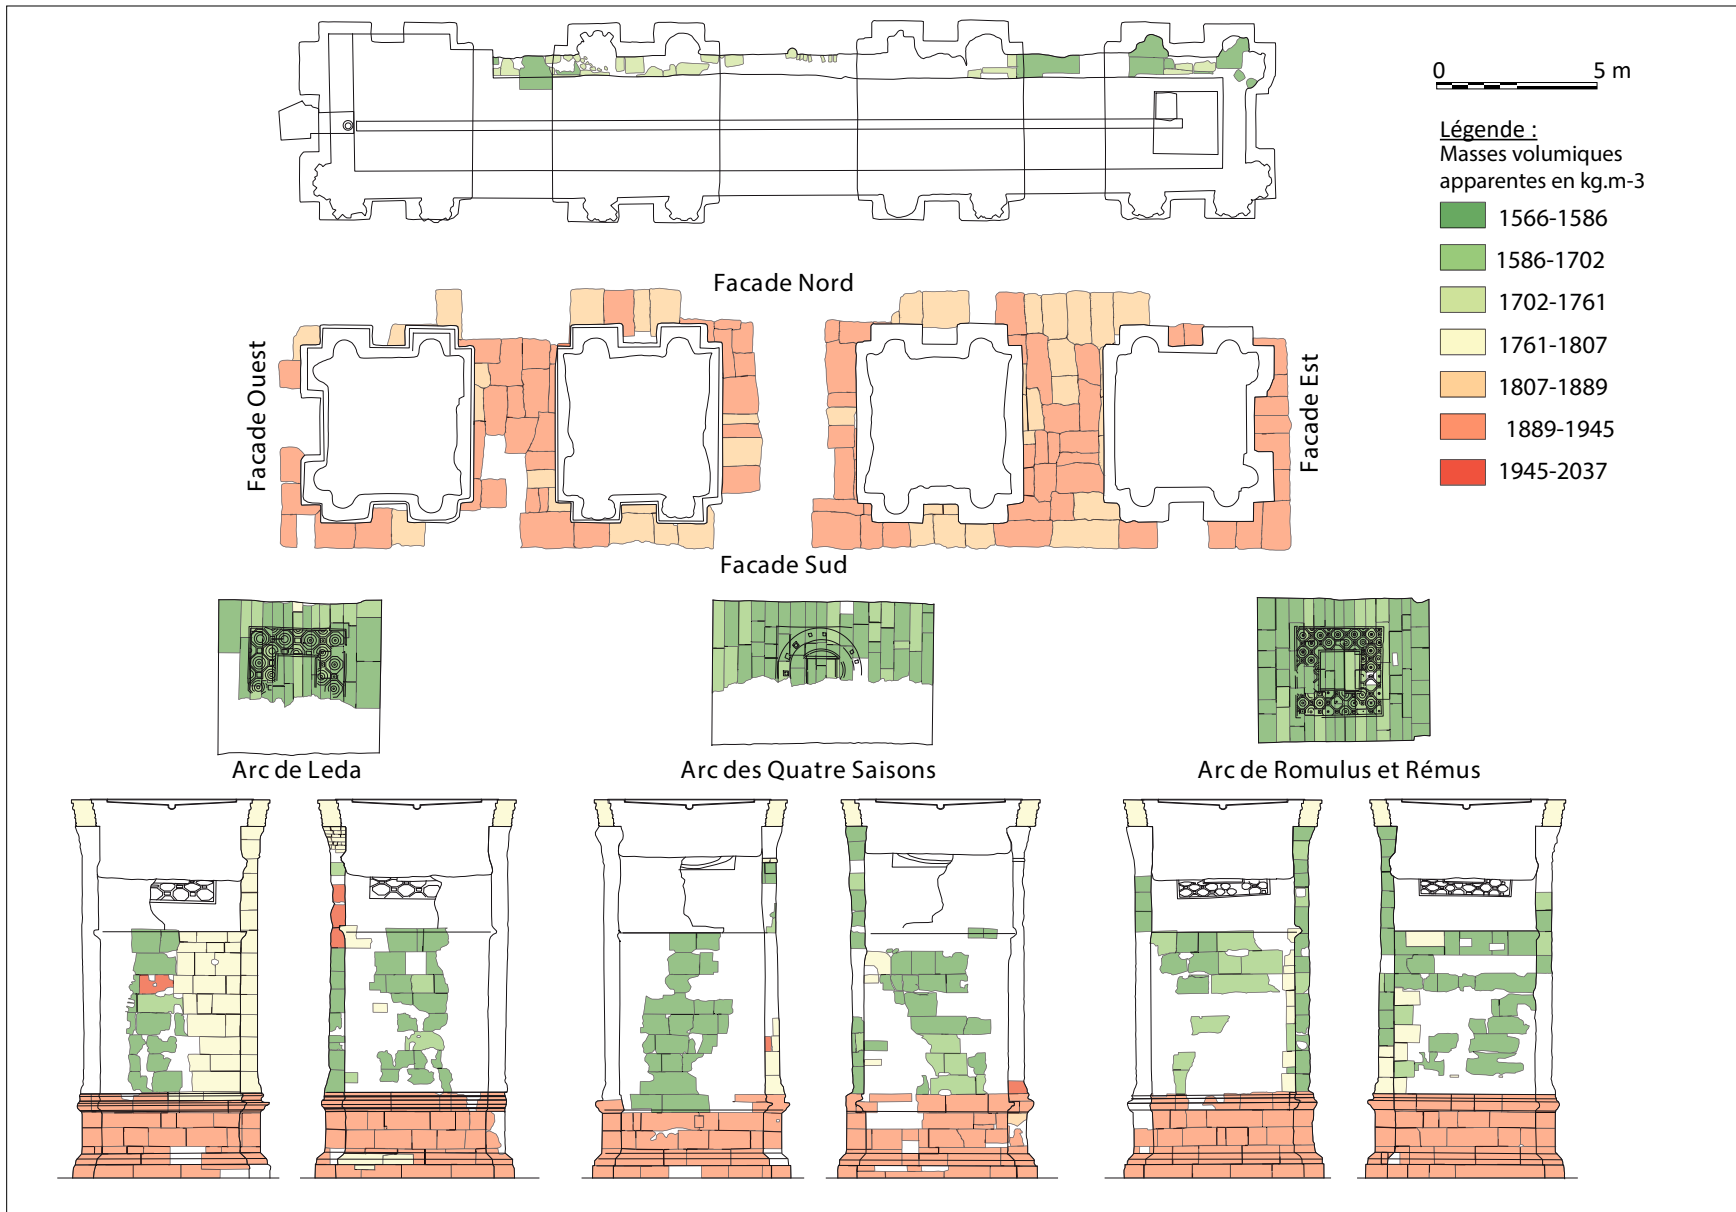 0 5 m
Légende :
Masses volumiques
apparentes en kg.m-3
1566-1586
1586-1702
1702-1761
1761-1807
1807-1889
1889-1945
1945-2037
Facade Nord
Facade Ouest
Facade Est
Facade Sud
Arc de Leda
Arc des Quatre Saisons
Arc de Romulus et Rémus